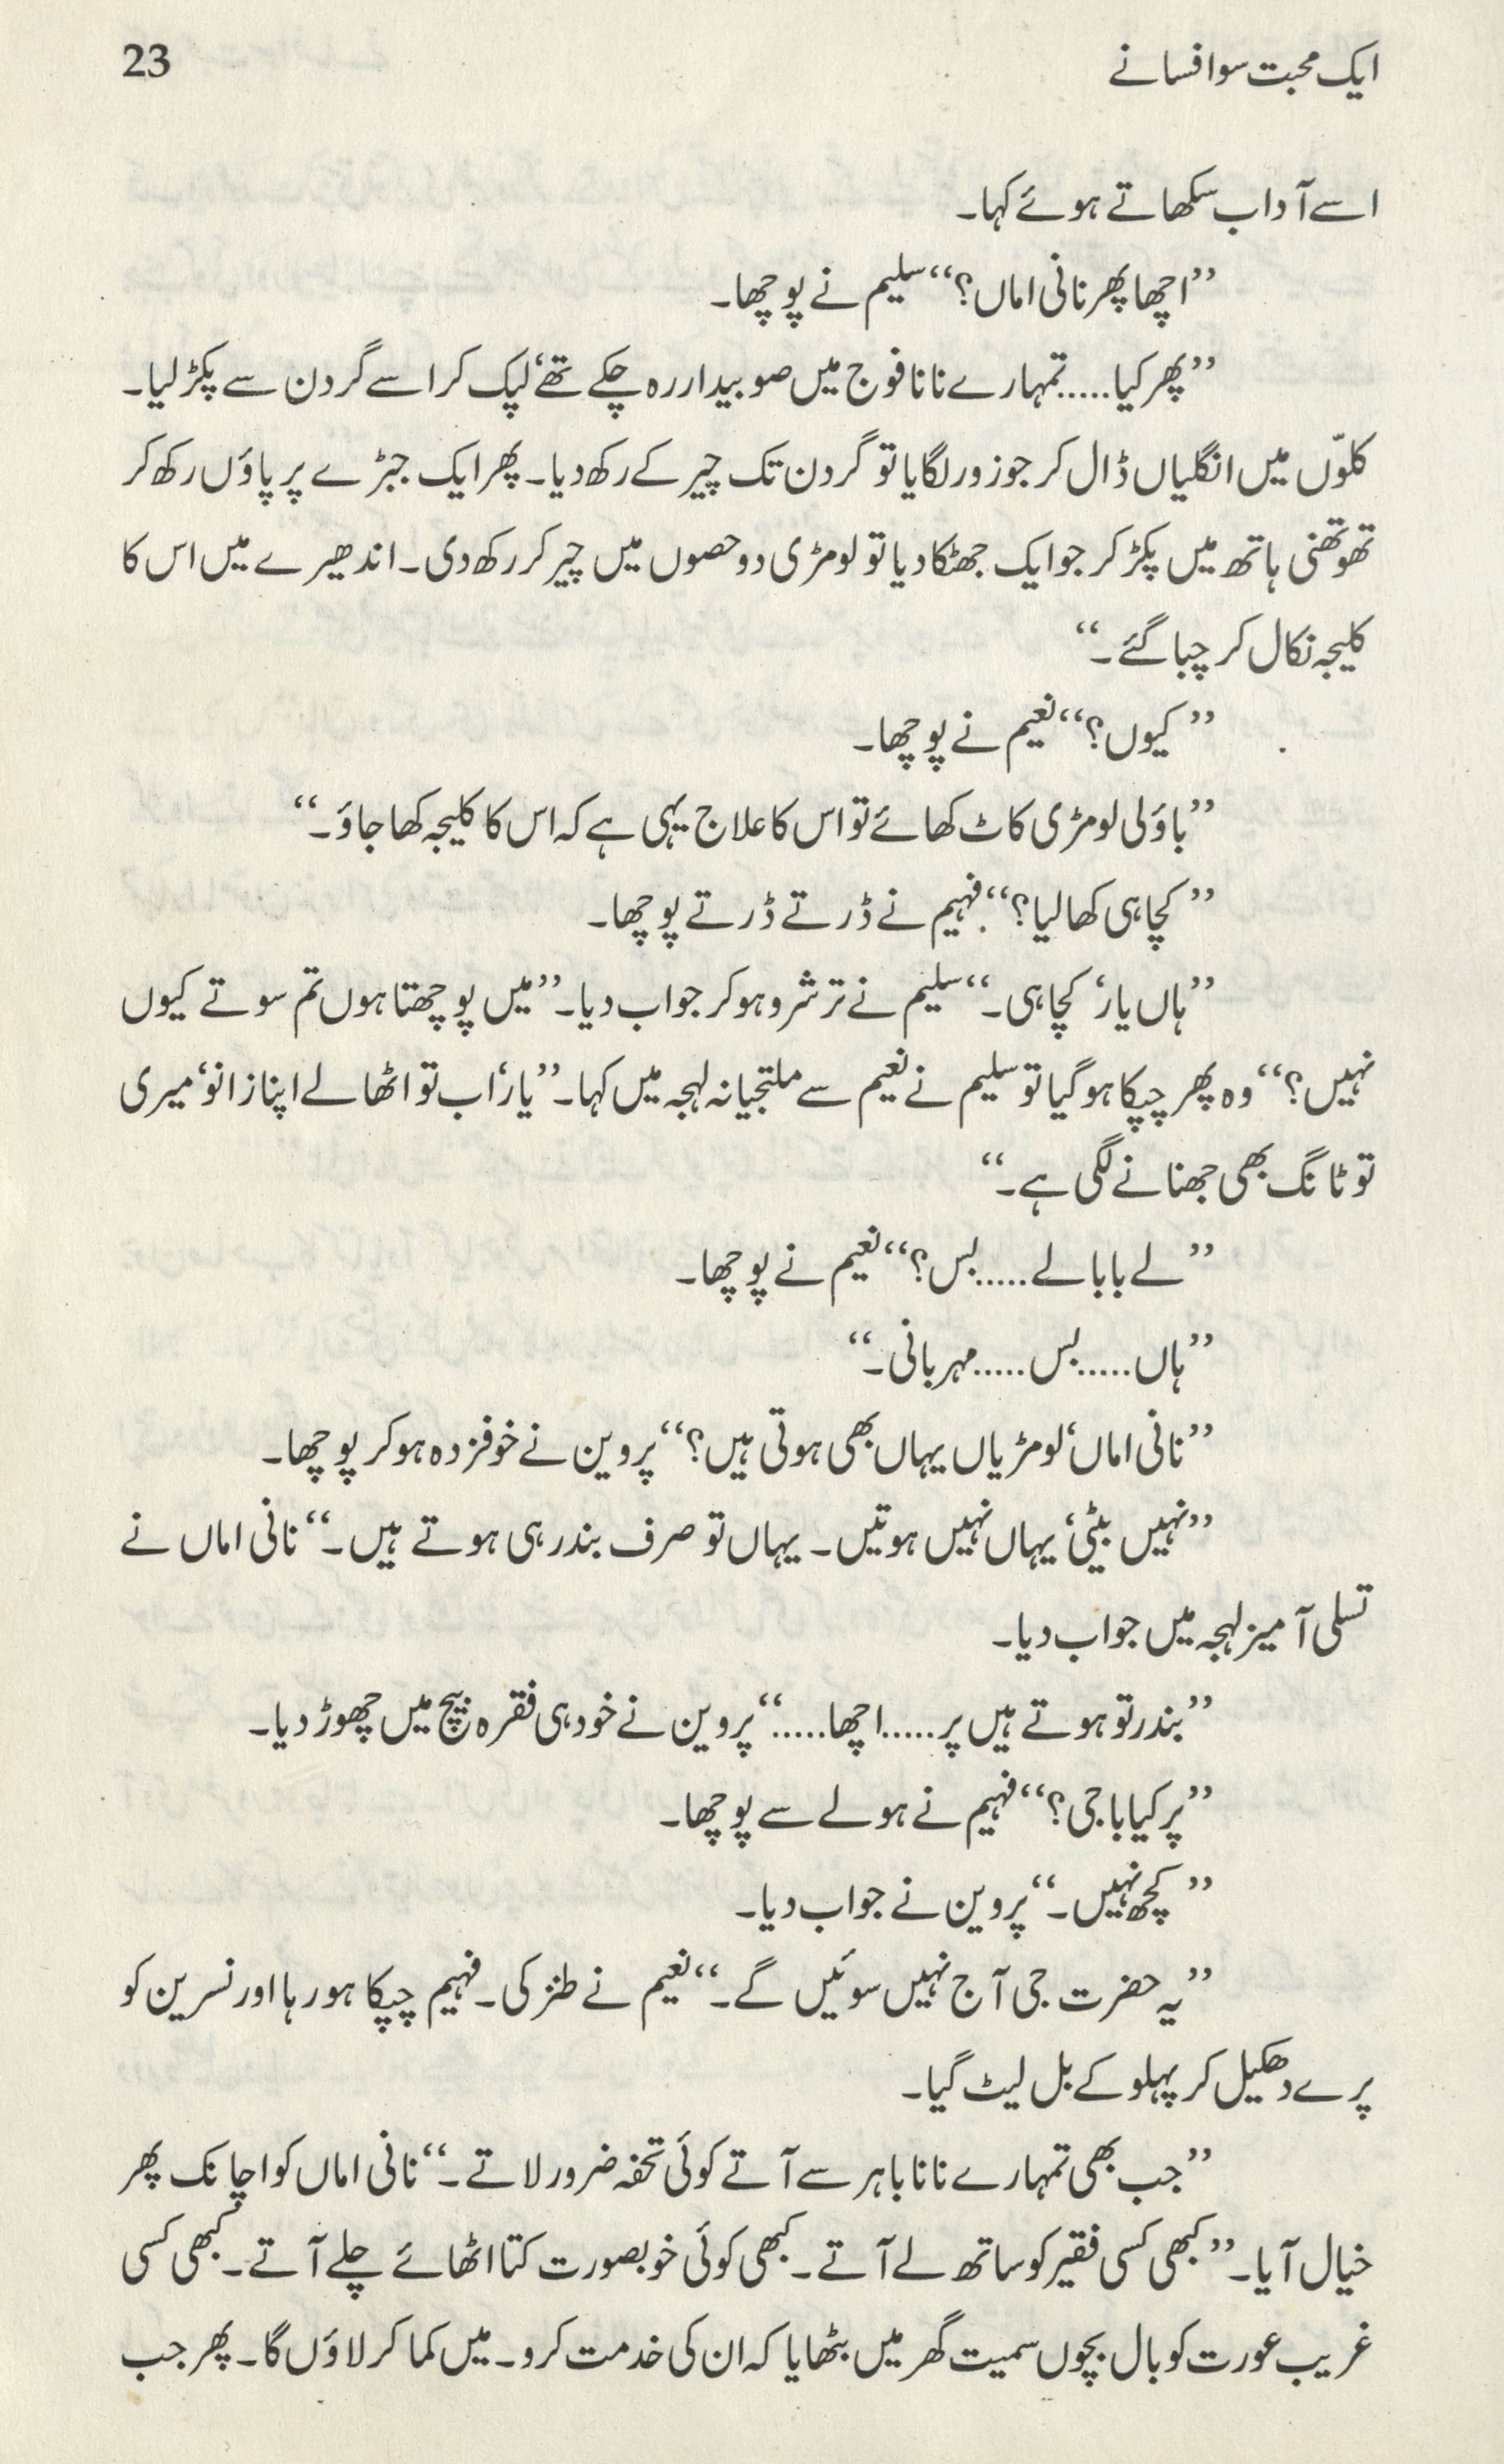 ایک محبت سو افسانے 23
اسے آداب سکھاتے ہوئے کہا۔
”اچھا پھر نانی اماں؟“ سلیم نے پوچھا۔
”پھر کیا.....تمہارے نانا فوج میں صوبیدار رہ چکے تھے‘ لپک کر اسے گردن سے پکڑ لیا۔
کلوّں میں انگلیاں ڈال کر جو زور لگایا تو گردن تک چیر کے رکھ دیا۔ پھر ایک جبڑے پر پاؤں رکھ کر
تھوتھنی ہاتھ میں پکڑ کر جو ایک جھٹکا دیا تو لومڑی دو حصوں میں چیر کر رکھ دی۔ اندھیرے میں اس کا
کلیجہ نکال کر چبا گئے۔“
”کیوں؟“ نعیم نے پوچھا۔
”باؤلی لومڑی کاٹ کھائے تو اس کا علاج یہی ہے کہ اس کا کلیجہ کھا جاؤ۔“
”کچا ہی کھا لیا؟“ فہیم نے ڈرتے ڈرتے پوچھا۔
”ہاں یار‘ کچا ہی۔“ سلیم نے ترشرو ہو کر جواب دیا۔ ”میں پوچھتا ہوں تم سوتے کیوں
نہیں؟“ وہ پھر چپکا ہو گیا تو سلیم نے نعیم سے ملتجیانہ لہجہ میں کہا۔ ”یار‘ اب تو اٹھا لے اپنا زانو‘ میری
تو ٹانگ بھی جھنانے لگی ہے۔“
”لے بابا لے.....بس؟“ نعیم نے پوچھا۔
”ہاں.....بس.....مہربانی۔“
”نانی اماں‘ لومڑیاں یہاں بھی ہوتی ہیں؟“ پروین نے خوفزدہ ہو کر پوچھا۔
”نہیں بیٹی‘ یہاں نہیں ہوتیں۔ یہاں تو صرف بندر ہی ہوتے ہیں۔“ نانی اماں نے
تسلی آمیز لہجہ میں جواب دیا۔
”بندر تو ہوتے ہیں پر.....اچھا.....“ پروین نے خود ہی فقرہ بیچ میں چھوڑ دیا۔
”پر کیا باجی؟“ فہیم نے ہولے سے پوچھا۔
”کچھ نہیں۔“ پروین نے جواب دیا۔
”یہ حضرت جی آج نہیں سوئیں گے۔“ نعیم نے طنز کی۔ فہیم چپکا ہو رہا اور نسرین کو
پرے دھکیل کر پہلو کے بل لیٹ گیا۔
”جب بھی تمہارے نانا باہر سے آتے کوئی تحفہ ضرور لاتے۔“ نانی اماں کو اچانک پھر
خیال آیا۔ ”کبھی کسی فقیر کو ساتھ لے آتے۔ کبھی کوئی خوبصورت کتا اٹھائے چلے آتے۔ کبھی کسی
غریب عورت کو بال بچوں سمیت گھر میں بٹھایا کہ ان کی خدمت کرو۔ میں کما کر لاؤں گا۔ پھر جب